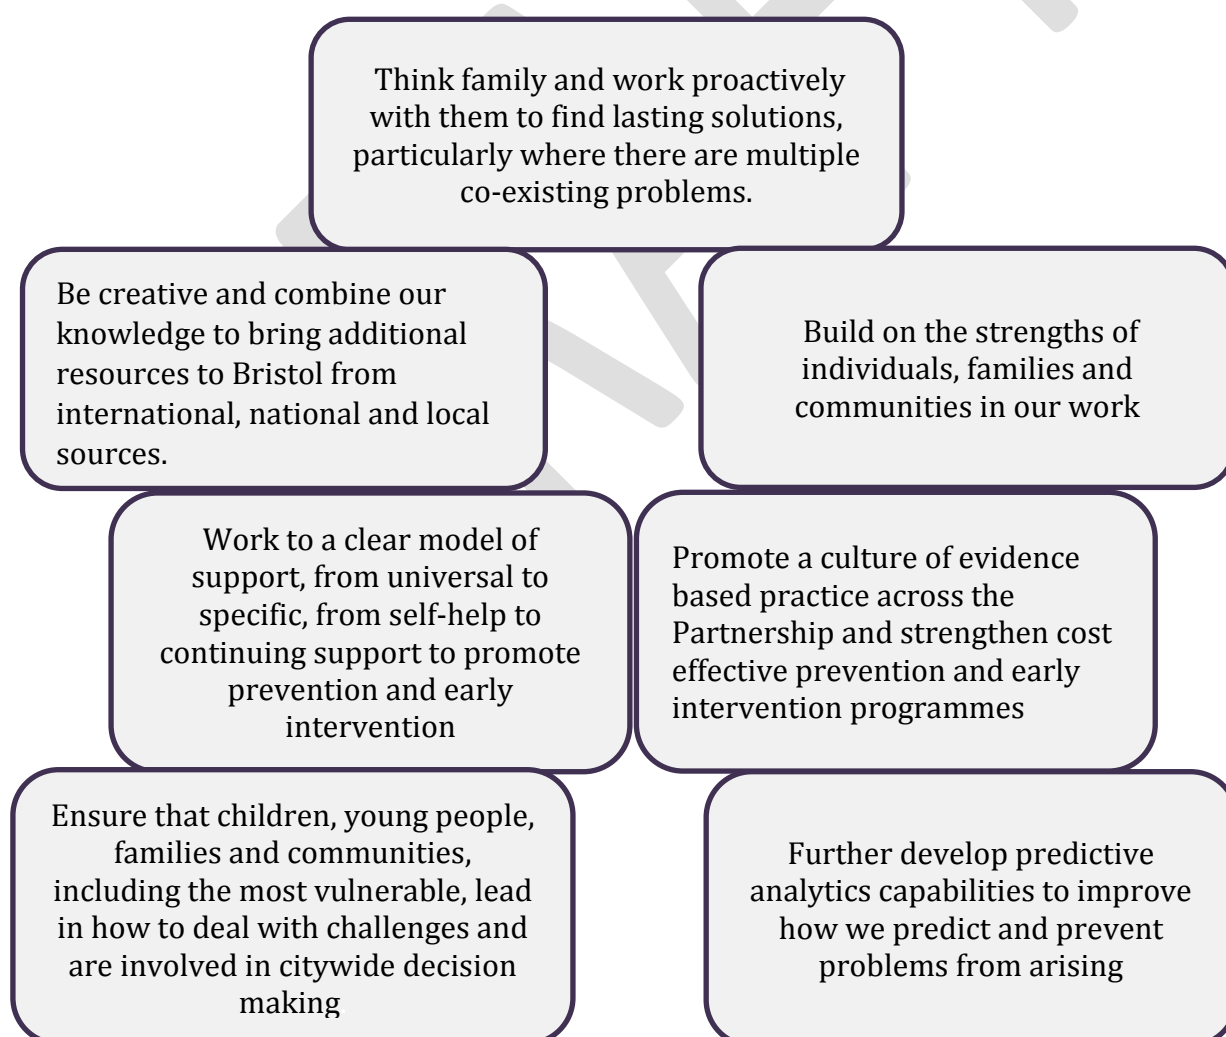 Think family and work proactively
with them to find lasting solutions,
particularly where there are multiple
co-existing problems.
Be creative and combine our
knowledge to bring additional
resources to Bristol from
international, national and local
sources.
Build on the strengths of
individuals, families and
communities in our work
Work to a clear model of
support, from universal to
specific, from self-help to
continuing support to promote
prevention and early
intervention
Promote a culture of evidence
based practice across the
Partnership and strengthen cost
effective prevention and early
intervention programmes
Ensure that children, young people,
families and communities,
including the most vulnerable, lead
in how to deal with challenges and
are involved in citywide decision
making
Further develop predictive
analytics capabilities to improve
how we predict and prevent
problems from arising